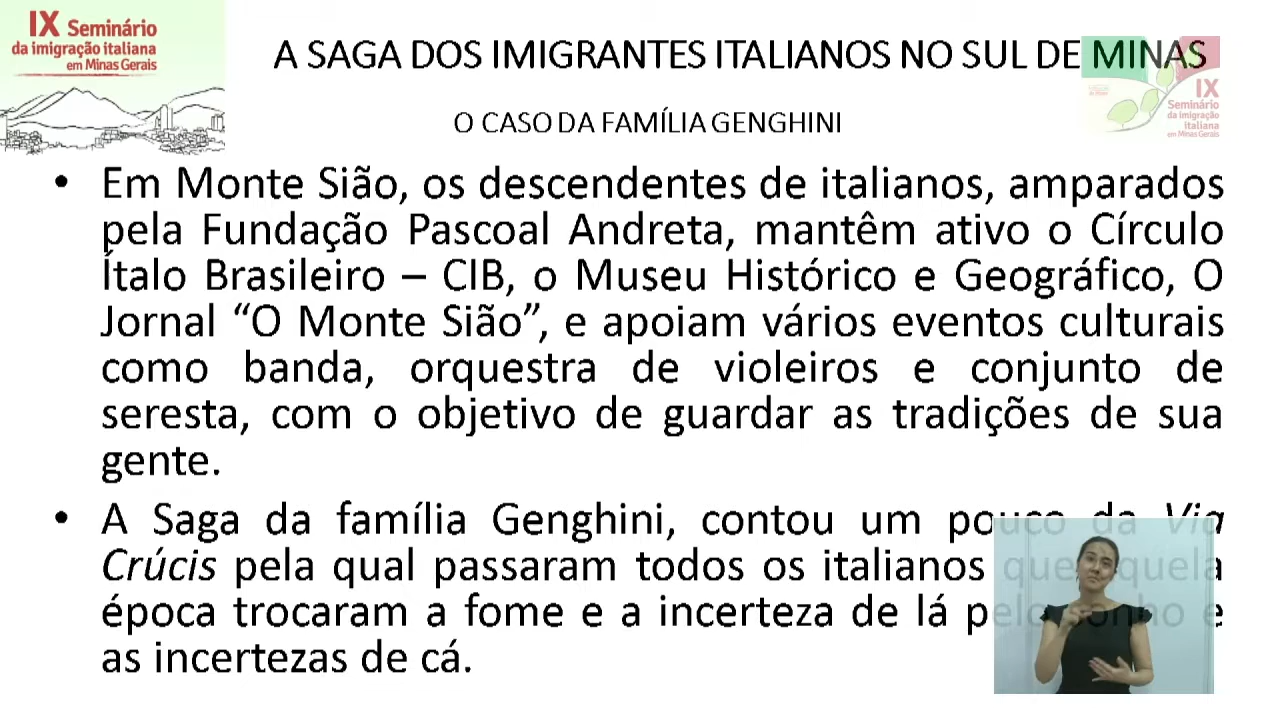 IX Seminário
da imigração italiana
em Minas Gerais
A SAGA DOS IMIGRANTES ITALIANOS NO SUL DE MINAS
IX
Seminário
da imigração
italiana
em Minas Gerais
O CASO DA FAMÍLIA GENGHINI
• Em Monte Sião, os descendentes de italianos, amparados
pela Fundação Pascoal Andreta, mantêm ativo o Círculo
Ítalo Brasileiro – CIB, o Museu Histórico e Geográfico, O
Jornal “O Monte Sião”, e apoiam vários eventos culturais
como banda, orquestra de violeiros e conjunto de
seresta, com o objetivo de guardar as tradições de sua
gente.
• A Saga da família Genghini, contou um pouco da Via
Crúcis pela qual passaram todos os italianos que
época trocaram a fome e a incerteza de lá pelo sonho e
as incertezas de cá.